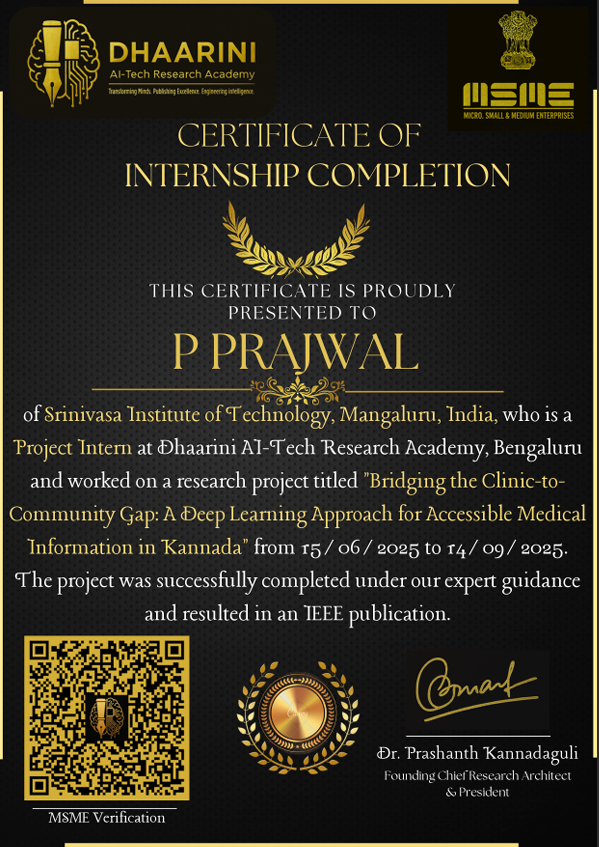 DHAARINI
AI-Tech Research Academy
Transforming Minds. Publishing Excellence. Engineering Intelligence.
MSME
MICRO, SMALL & MEDIUM ENTERPRISES
CERTIFICATE OF
INTERNSHIP COMPLETION
THIS CERTIFICATE IS PROUDLY
PRESENTED TO
P PRAJWAL
of Srinivasa Institute of Technology, Mangaluru, India, who is a
Project Intern at Dhaarini AI-Tech Research Academy, Bengaluru
and worked on a research project titled "Bridging the Clinic-to-
Community Gap: A Deep Learning Approach for Accessible Medical
Information in Kannada" from 15/06/2025 to 14/09/2025.
The project was successfully completed under our expert guidance
and resulted in an IEEE publication.
MSME Verification
Dr. Prashanth Kannadaguli
Founding Chief Research Architect
& President